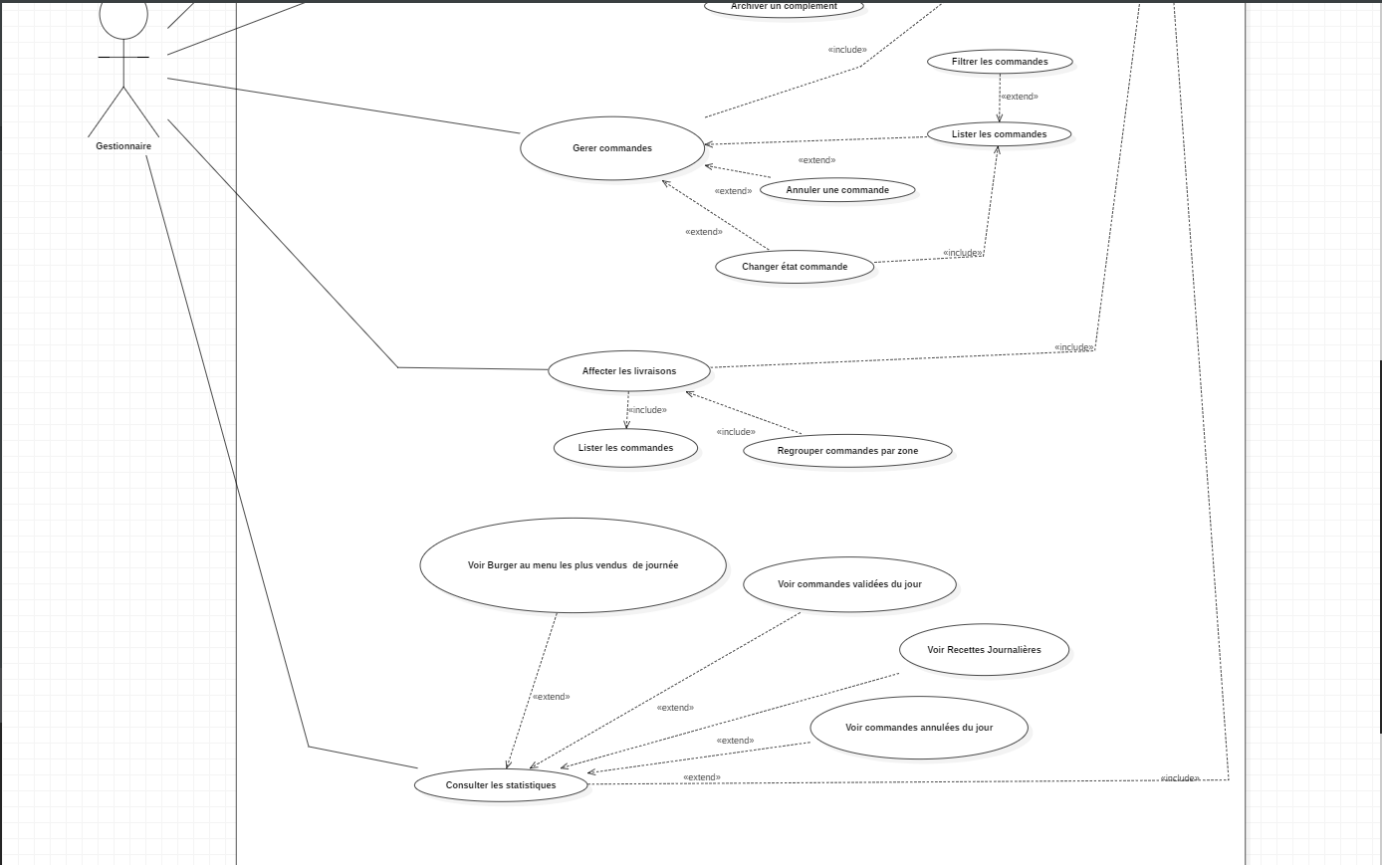 Archiver un complément
«include»
Filtrer les commandes
«extend»
Gestionnaire
Gerer commandes
Lister les commandes
«extend»
Annuler une commande
«extend»
«extend»
Changer état commande
«include»
«include»
Affecter les livraisons
«include»
«include»
Lister les commandes
Regrouper commandes par zone
Voir Burger au menu les plus vendus de journée
Voir commandes validées du jour
Voir Recettes Journalières
«extend»
«extend»
Voir commandes annulées du jour
«extend»
«extend»
«include»
Consulter les statistiques